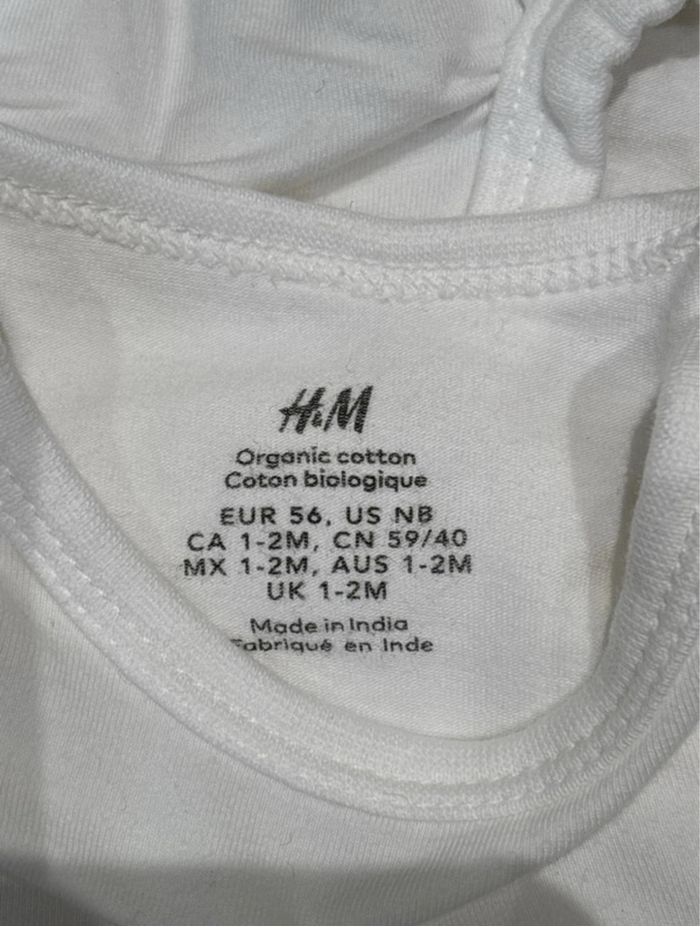 H&M
Organic cotton
Coton biologique
EUR 56, US NB
CA 1-2M, CN 59/40
MX 1-2M, AUS 1-2M
UK 1-2M
Made in India
Fabriqué en Inde